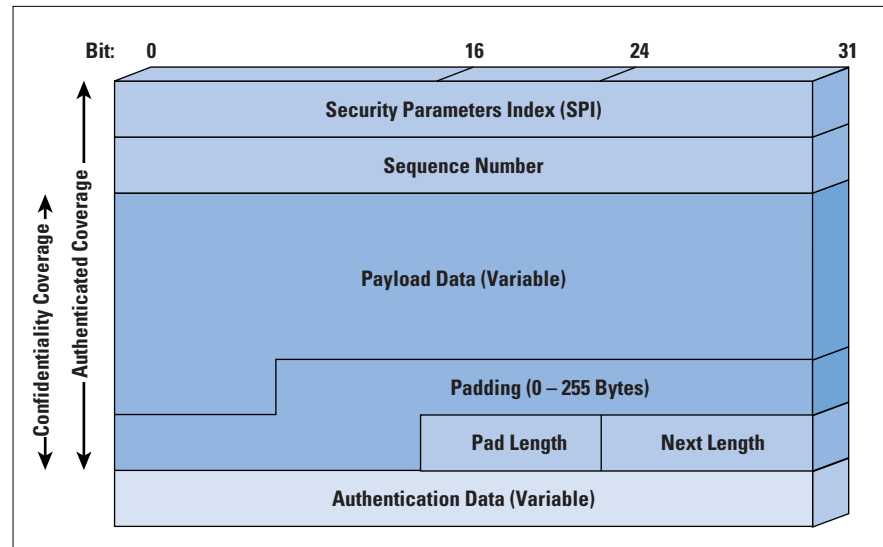 Bit: 0 16 24 31
Security Parameters Index (SPI)
Sequence Number
Payload Data (Variable)
Padding (0 – 255 Bytes)
Pad Length
Next Length
Authentication Data (Variable)
Confidentiality Coverage
Authenticated Coverage